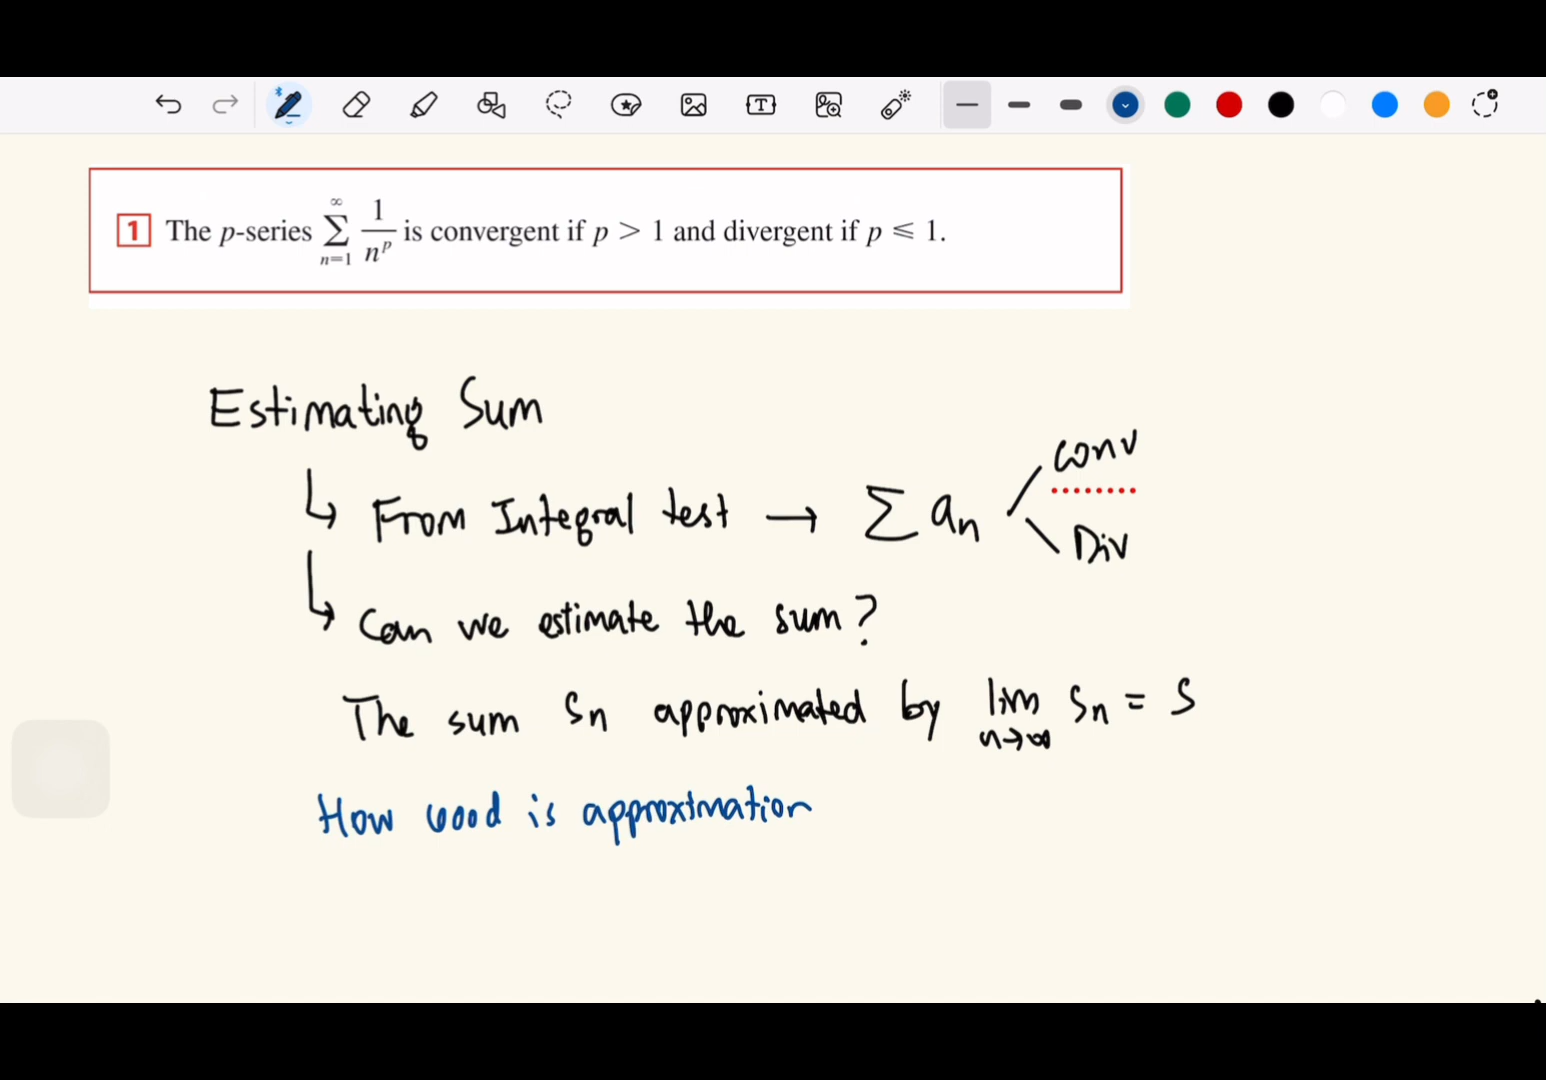 1 The p-series ∑_{n=1}^{∞} 1/n^p is convergent if p > 1 and divergent if p ⩽ 1.
Estimating Sum
↳ From Integral test → ∑ an
conv
Div
↳ Can we estimate the sum?
The sum Sn approximated by lim_{n→∞} Sn = S
How good is approximation